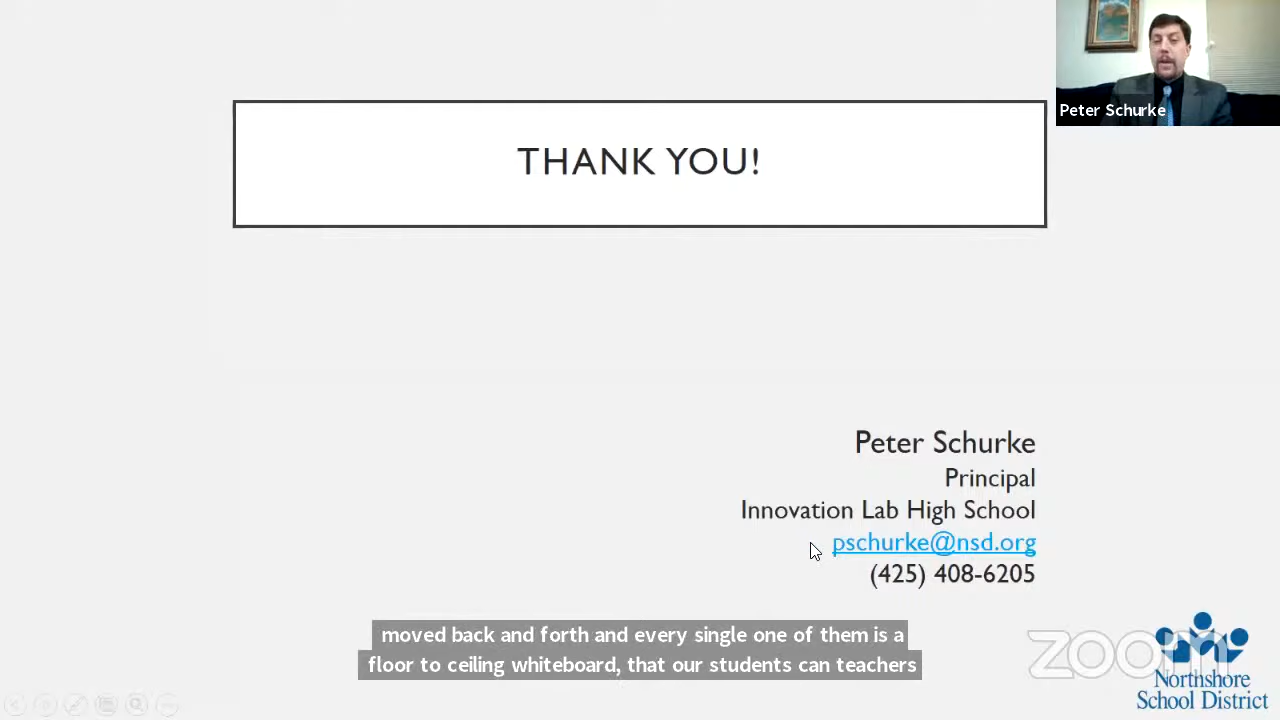 Peter Schurke
THANK YOU!
Peter Schurke
Principal
Innovation Lab High School
pschurke@nsd.org
(425) 408-6205
moved back and forth and every single one of them is a
floor to ceiling whiteboard, that our students can teachers
zoom
Northshore
School District